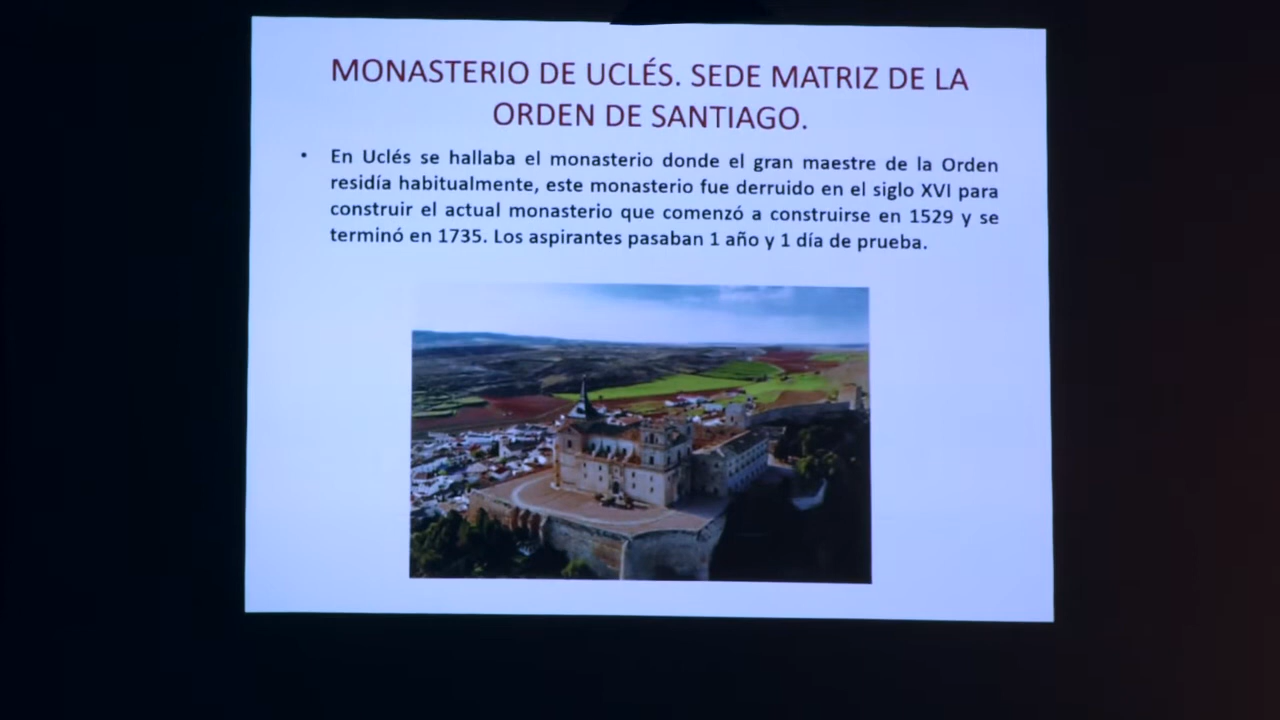 MONASTERIO DE UCLÉS. SEDE MATRIZ DE LA
ORDEN DE SANTIAGO.
• En Uclés se hallaba el monasterio donde el gran maestre de la Orden
residía habitualmente, este monasterio fue derruido en el siglo XVI para
construir el actual monasterio que comenzó a construirse en 1529 y se
terminó en 1735. Los aspirantes pasaban 1 año y 1 día de prueba.